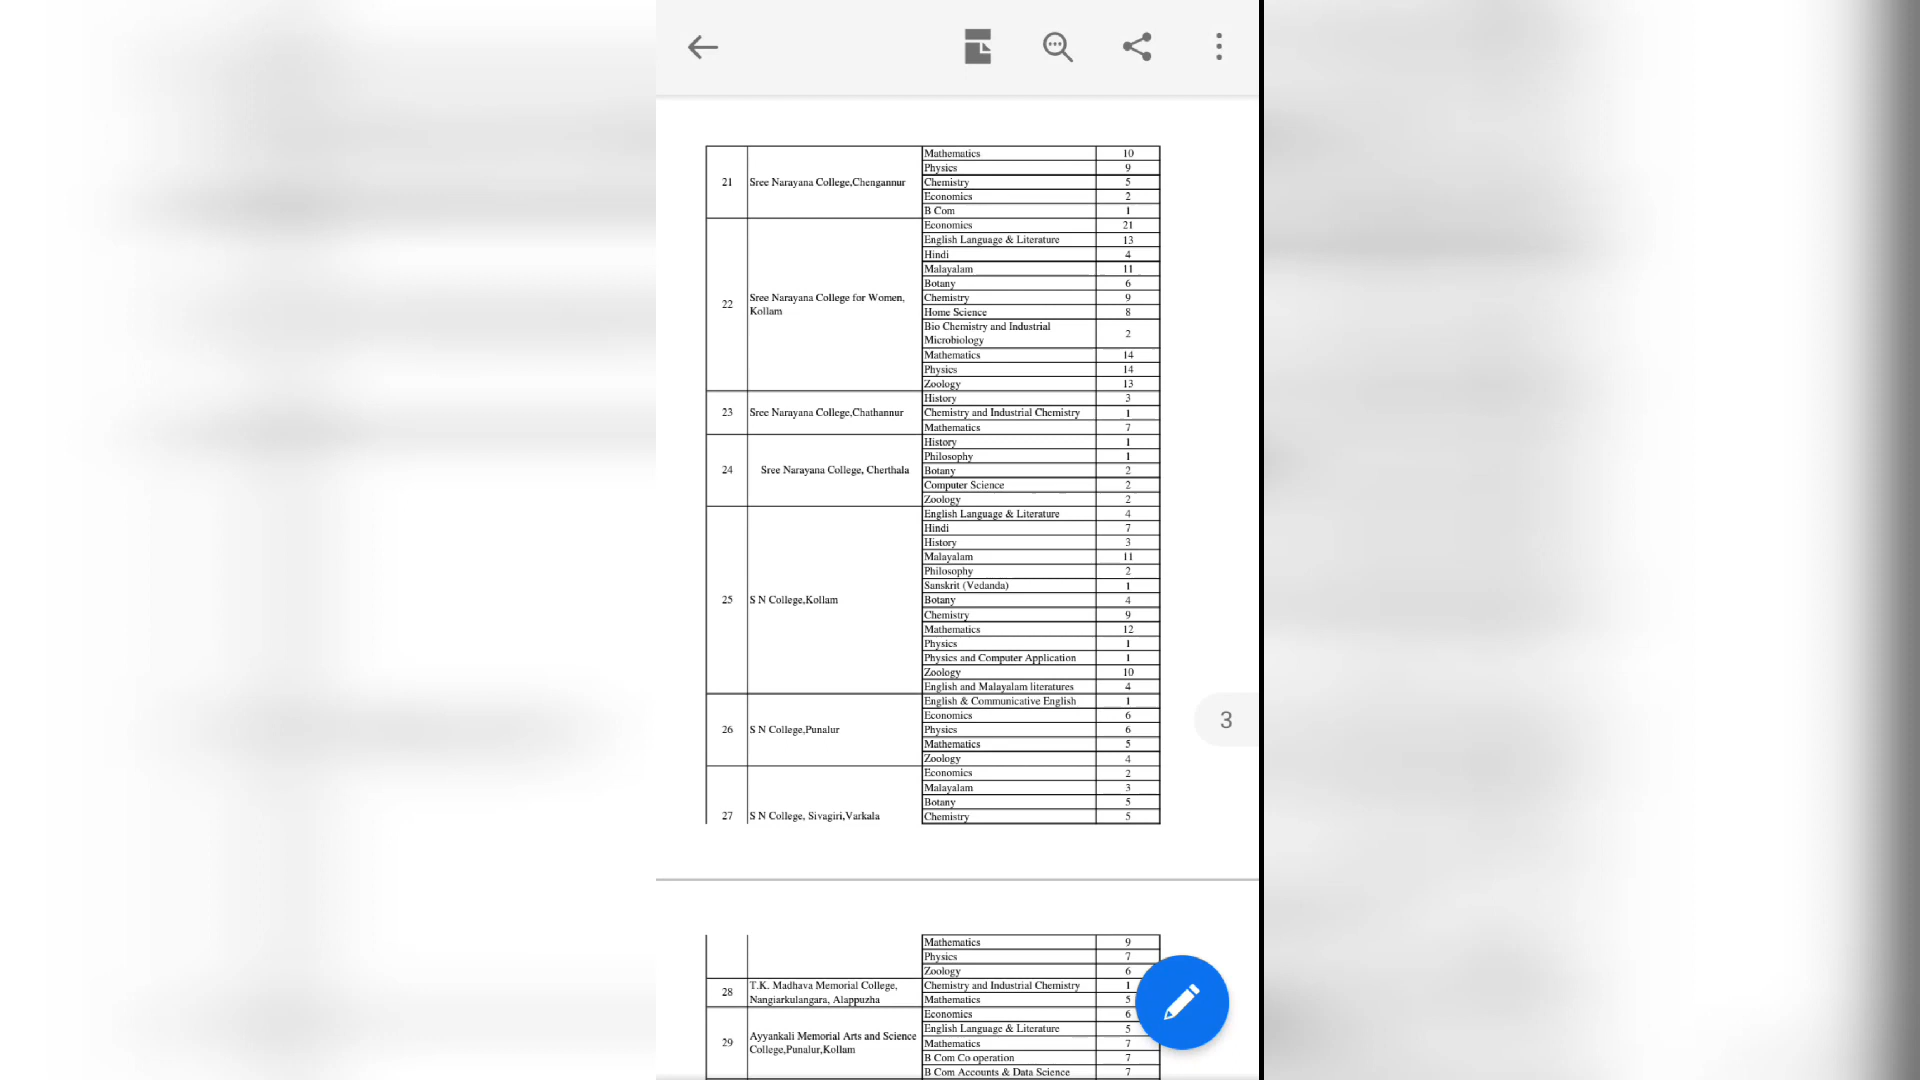 21 Sree Narayana College,Chengannur
Mathematics 10
Physics 9
Chemistry 5
Economics 2
B Com 1
22 Sree Narayana College for Women,
Kollam
Economics 21
English Language & Literature 13
Hindi 4
Malayalam 11
Botany 6
Chemistry 9
Home Science 8
Bio Chemistry and Industrial
Microbiology 2
Mathematics 14
Physics 14
Zoology 13
23 Sree Narayana College,Chathannur
History 3
Chemistry and Industrial Chemistry 1
Mathematics 7
24 Sree Narayana College, Cherthala
History 1
Philosophy 1
Botany 2
Computer Science 2
Zoology 2
25 S N College,Kollam
English Language & Literature 4
Hindi 7
History 3
Malayalam 11
Philosophy 2
Sanskrit (Vedanda) 1
Botany 4
Chemistry 9
Mathematics 12
Physics 1
Physics and Computer Application 1
Zoology 10
English and Malayalam literatures 4
26 S N College,Punalur
English & Communicative English 1
Economics 6
Physics 6
Mathematics 5
Zoology 4
27 S N College, Sivagiri,Varkala
Economics 2
Malayalam 3
Botany 5
Chemistry 5
3
Mathematics 9
Physics 7
Zoology 6
28 T.K. Madhava Memorial College,
Nangiarkulangara, Alappuzha
Chemistry and Industrial Chemistry 1
Mathematics 5
29 Ayyankali Memorial Arts and Science
College,Punalur,Kollam
Economics 6
English Language & Literature 5
Mathematics 7
B Com Co operation 7
B Com Accounts & Data Science 7